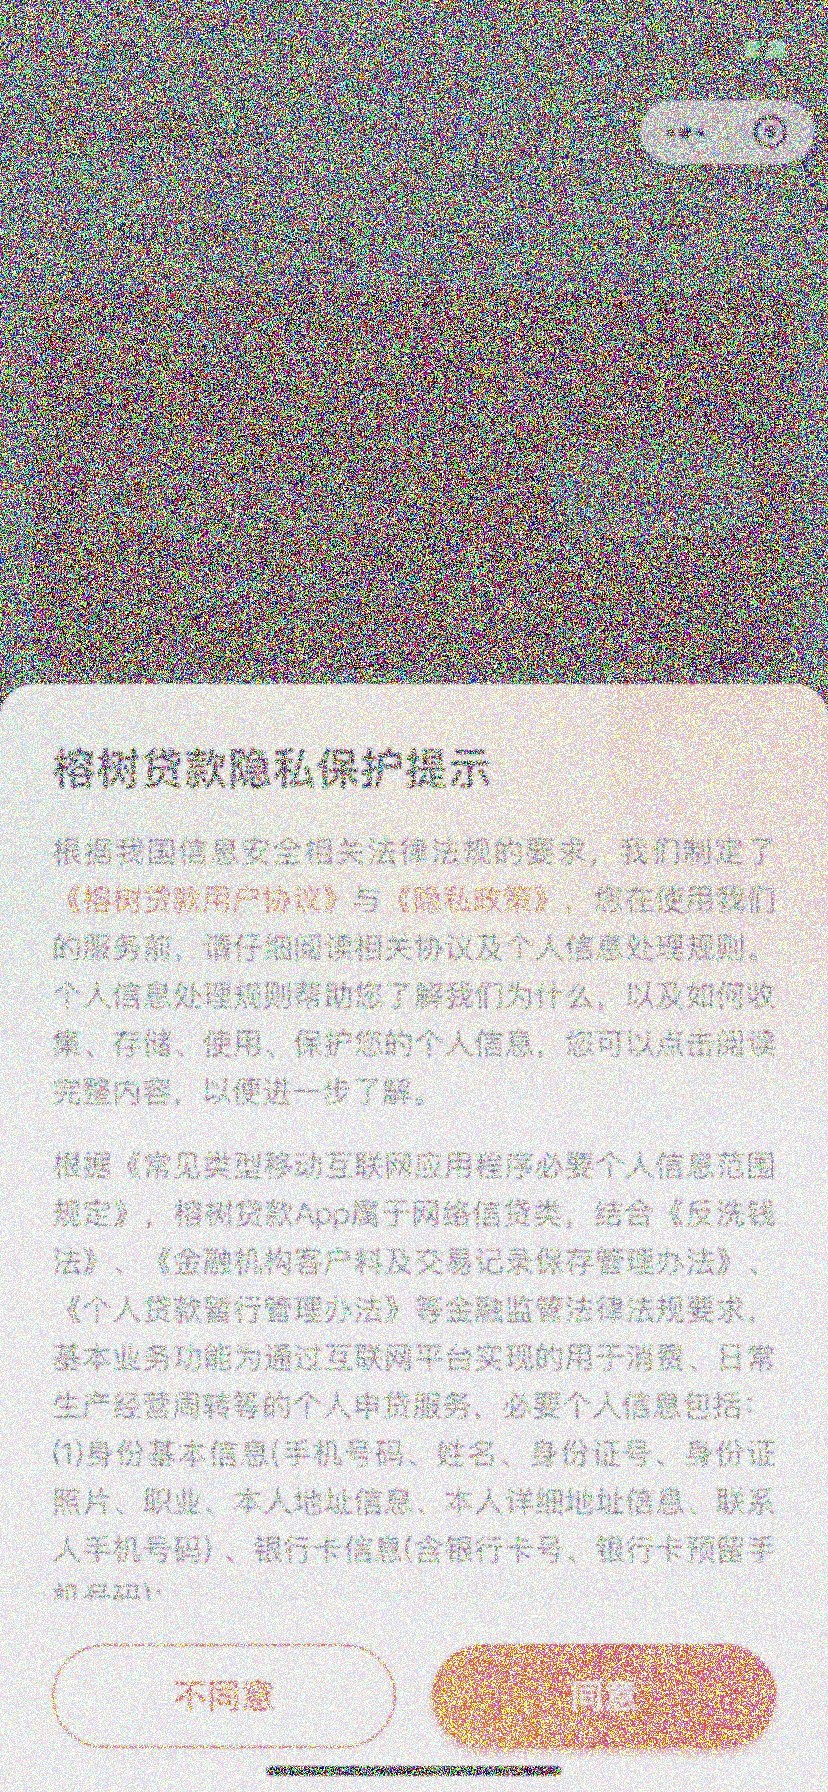 榕树贷款隐私保护提示
根据我国信息安全相关法律法规的要求，我们制定了
《榕树贷款用户协议》与《隐私政策》，您在使用我们
的服务前，请仔细阅读相关协议及个人信息处理规则。
个人信息处理规则帮助您了解我们为什么，以及如何收
集、存储、使用、保护您的个人信息，您可以点击阅读
完整内容，以便进一步了解。
根据《常见类型移动互联网应用程序必要个人信息范围
规定》，榕树贷款App属于网络信贷类，结合《反洗钱
法》、《金融机构客户料及交易记录保存管理办法》、
《个人贷款暂行管理办法》等金融监管法律法规要求，
基本业务功能为通过互联网平台实现的用于消费、日常
生产经营周转等的个人申贷服务，必要个人信息包括：
(1)身份基本信息(手机号码、姓名、身份证号、身份证
照片、职业、本人地址信息、本人详细地址信息、联系
人手机号码)、银行卡信息(含银行卡号、银行卡预留手
不同意
同意